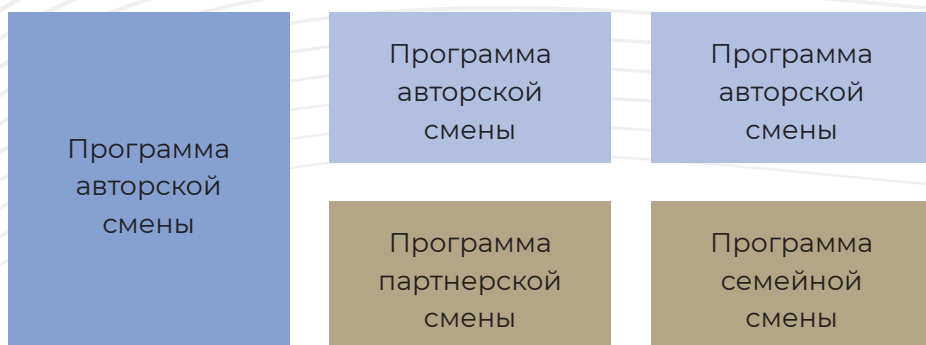 Программа
авторской
смены
Программа
авторской
смены
Программа
авторской
смены
Программа
партнерской
смены
Программа
семейной
смены